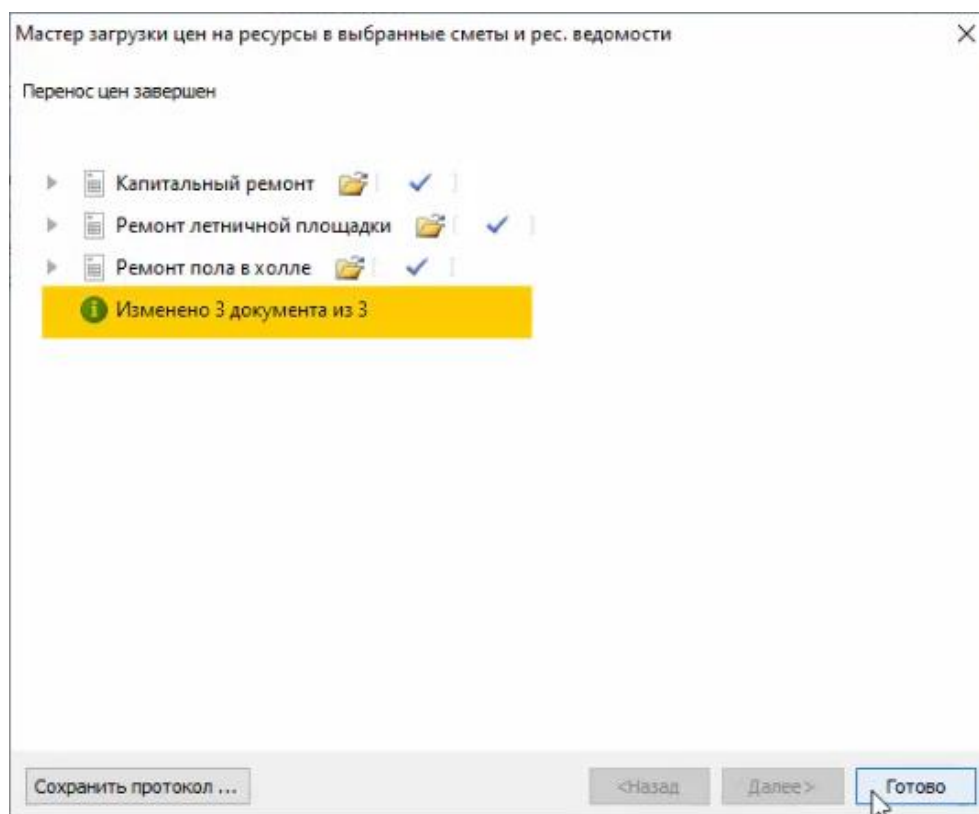 Мастер загрузки цен на ресурсы в выбранные сметы и рес. ведомости
Перенос цен завершен
Капитальный ремонт
Ремонт летничной площадки
Ремонт пола в холле
Изменено 3 документа из 3
Сохранить протокол ...
<Назад
Далее>
Готово